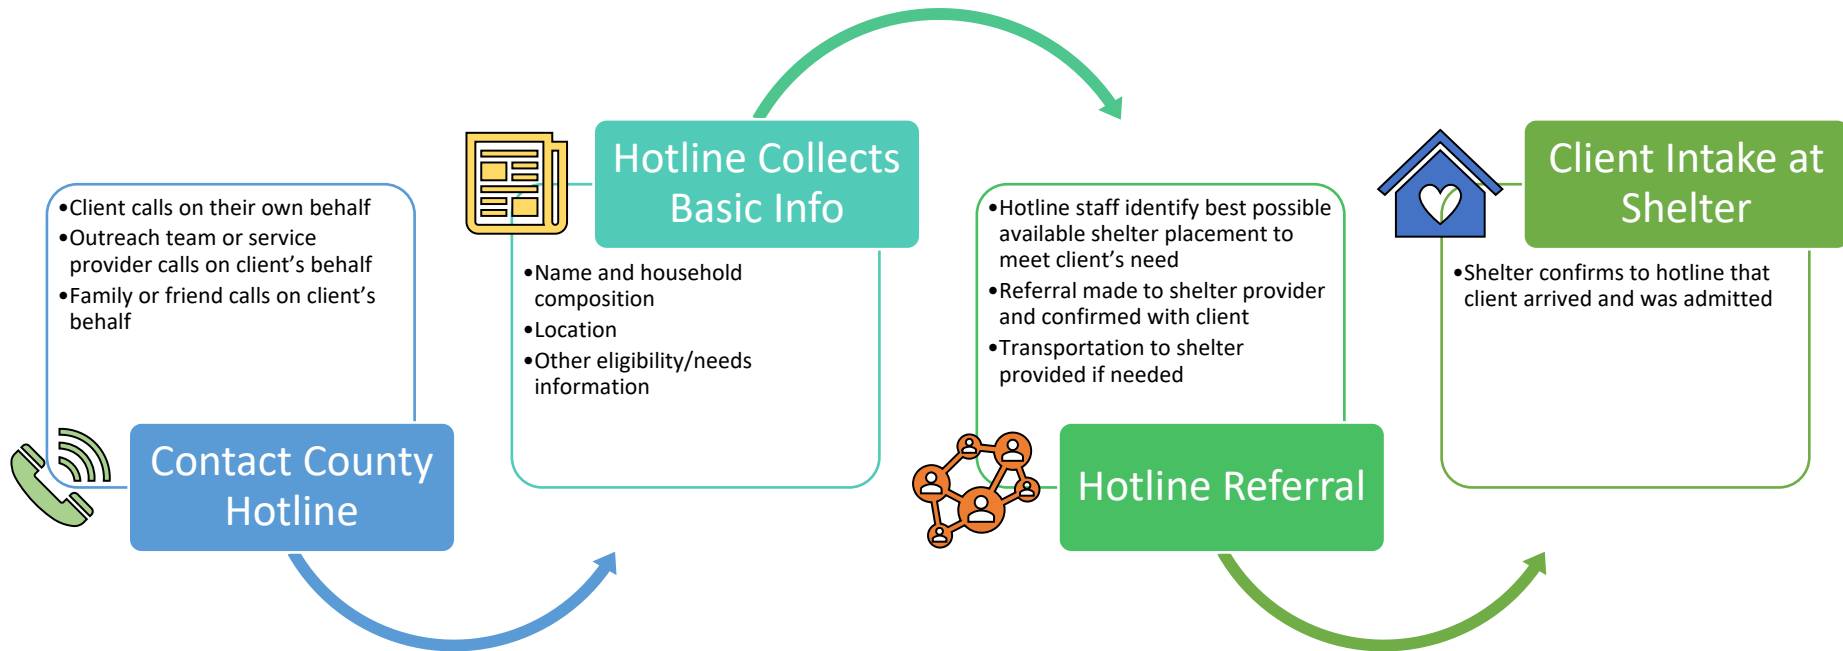 •Client calls on their own behalf
•Outreach team or service
provider calls on client’s behalf
•Family or friend calls on client’s
behalf
Contact County
Hotline
Hotline Collects
Basic Info
•Name and household
composition
•Location
•Other eligibility/needs
information
•Hotline staff identify best possible
available shelter placement to
meet client’s need
•Referral made to shelter provider
and confirmed with client
•Transportation to shelter
provided if needed
Hotline Referral
Client Intake at
Shelter
•Shelter confirms to hotline that
client arrived and was admitted